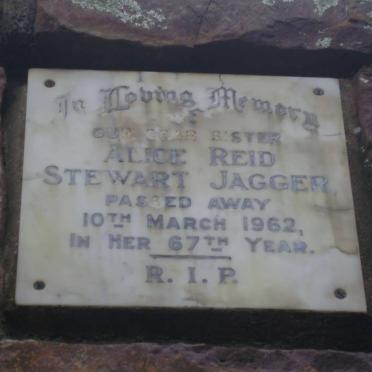 In Loving Memory
of
OUR DEAR SISTER
ALICE REID
STEWART JAGGER,
PASSED AWAY
10TH MARCH 1962,
IN HER 67TH YEAR.
R. I. P.